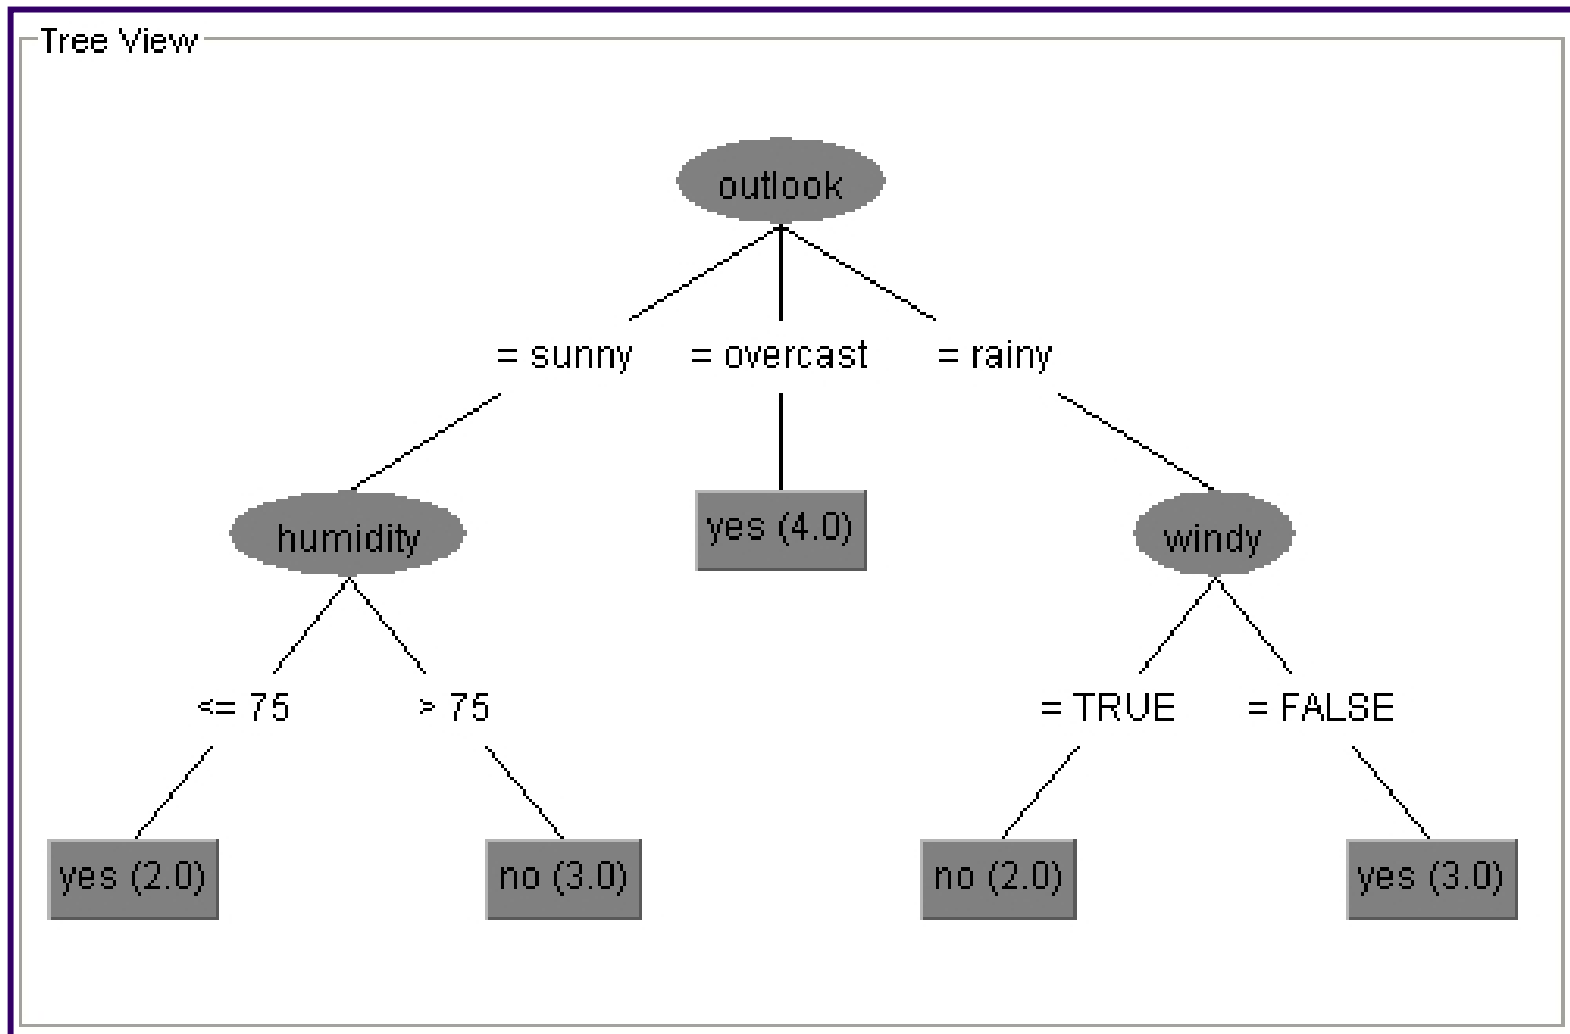 Tree View
outlook
= sunny = overcast = rainy
humidity yes (4.0) windy
<= 75 > 75 = TRUE = FALSE
yes (2.0) no (3.0) no (2.0) yes (3.0)